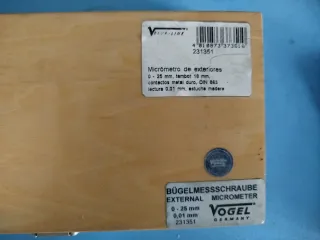 231351
Micrómetro de exteriores
0 - 25 mm, tambor 18 mm,
contactos metal duro, DIN 863
lectura 0,01 mm, estuche madera
BÜGELMESSSCHRAUBE
EXTERNAL MICROMETER
0 - 25 mm
0,01 mm
231351
VOGEL
GERMANY